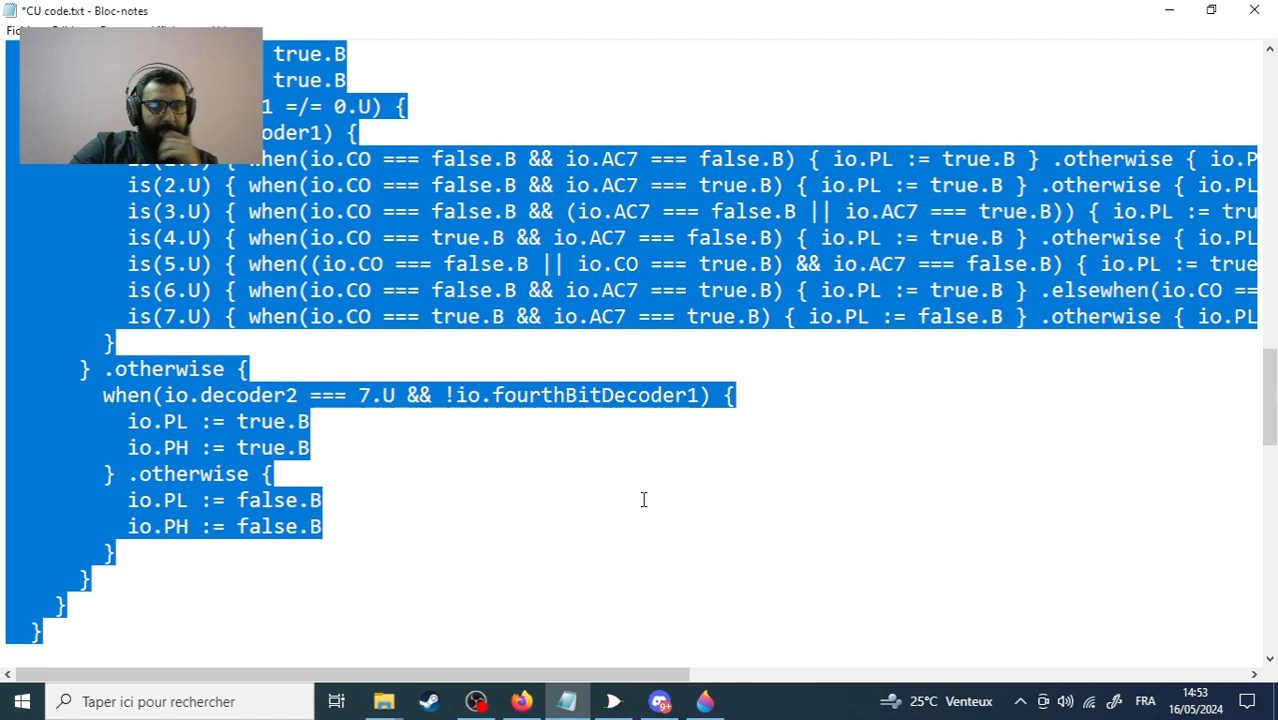 *CU code.txt - Bloc-notes
true.B
true.B
1 =/= 0.U) {
oder1) {
when(io.CO === false.B && io.AC7 === false.B) { io.PL := true.B } .otherwise { io.P
is(2.U) { when(io.CO === false.B && io.AC7 === true.B) { io.PL := true.B } .otherwise { io.PL
is(3.U) { when(io.CO === false.B && (io.AC7 === false.B || io.AC7 === true.B)) { io.PL := tru
is(4.U) { when(io.CO === true.B && io.AC7 === false.B) { io.PL := true.B } .otherwise { io.PL
is(5.U) { when((io.CO === false.B || io.CO === true.B) && io.AC7 === false.B) { io.PL := true
is(6.U) { when(io.CO === false.B && io.AC7 === true.B) { io.PL := true.B } .elsewhen(io.CO ==
is(7.U) { when(io.CO === true.B && io.AC7 === true.B) { io.PL := false.B } .otherwise { io.PL
}
} .otherwise {
when(io.decoder2 === 7.U && !io.fourthBitDecoder1) {
io.PL := true.B
io.PH := true.B
} .otherwise {
io.PL := false.B
io.PH := false.B
}
}
}
}
Taper ici pour rechercher
9+
25°C Venteux
FRA
14:53
16/05/2024